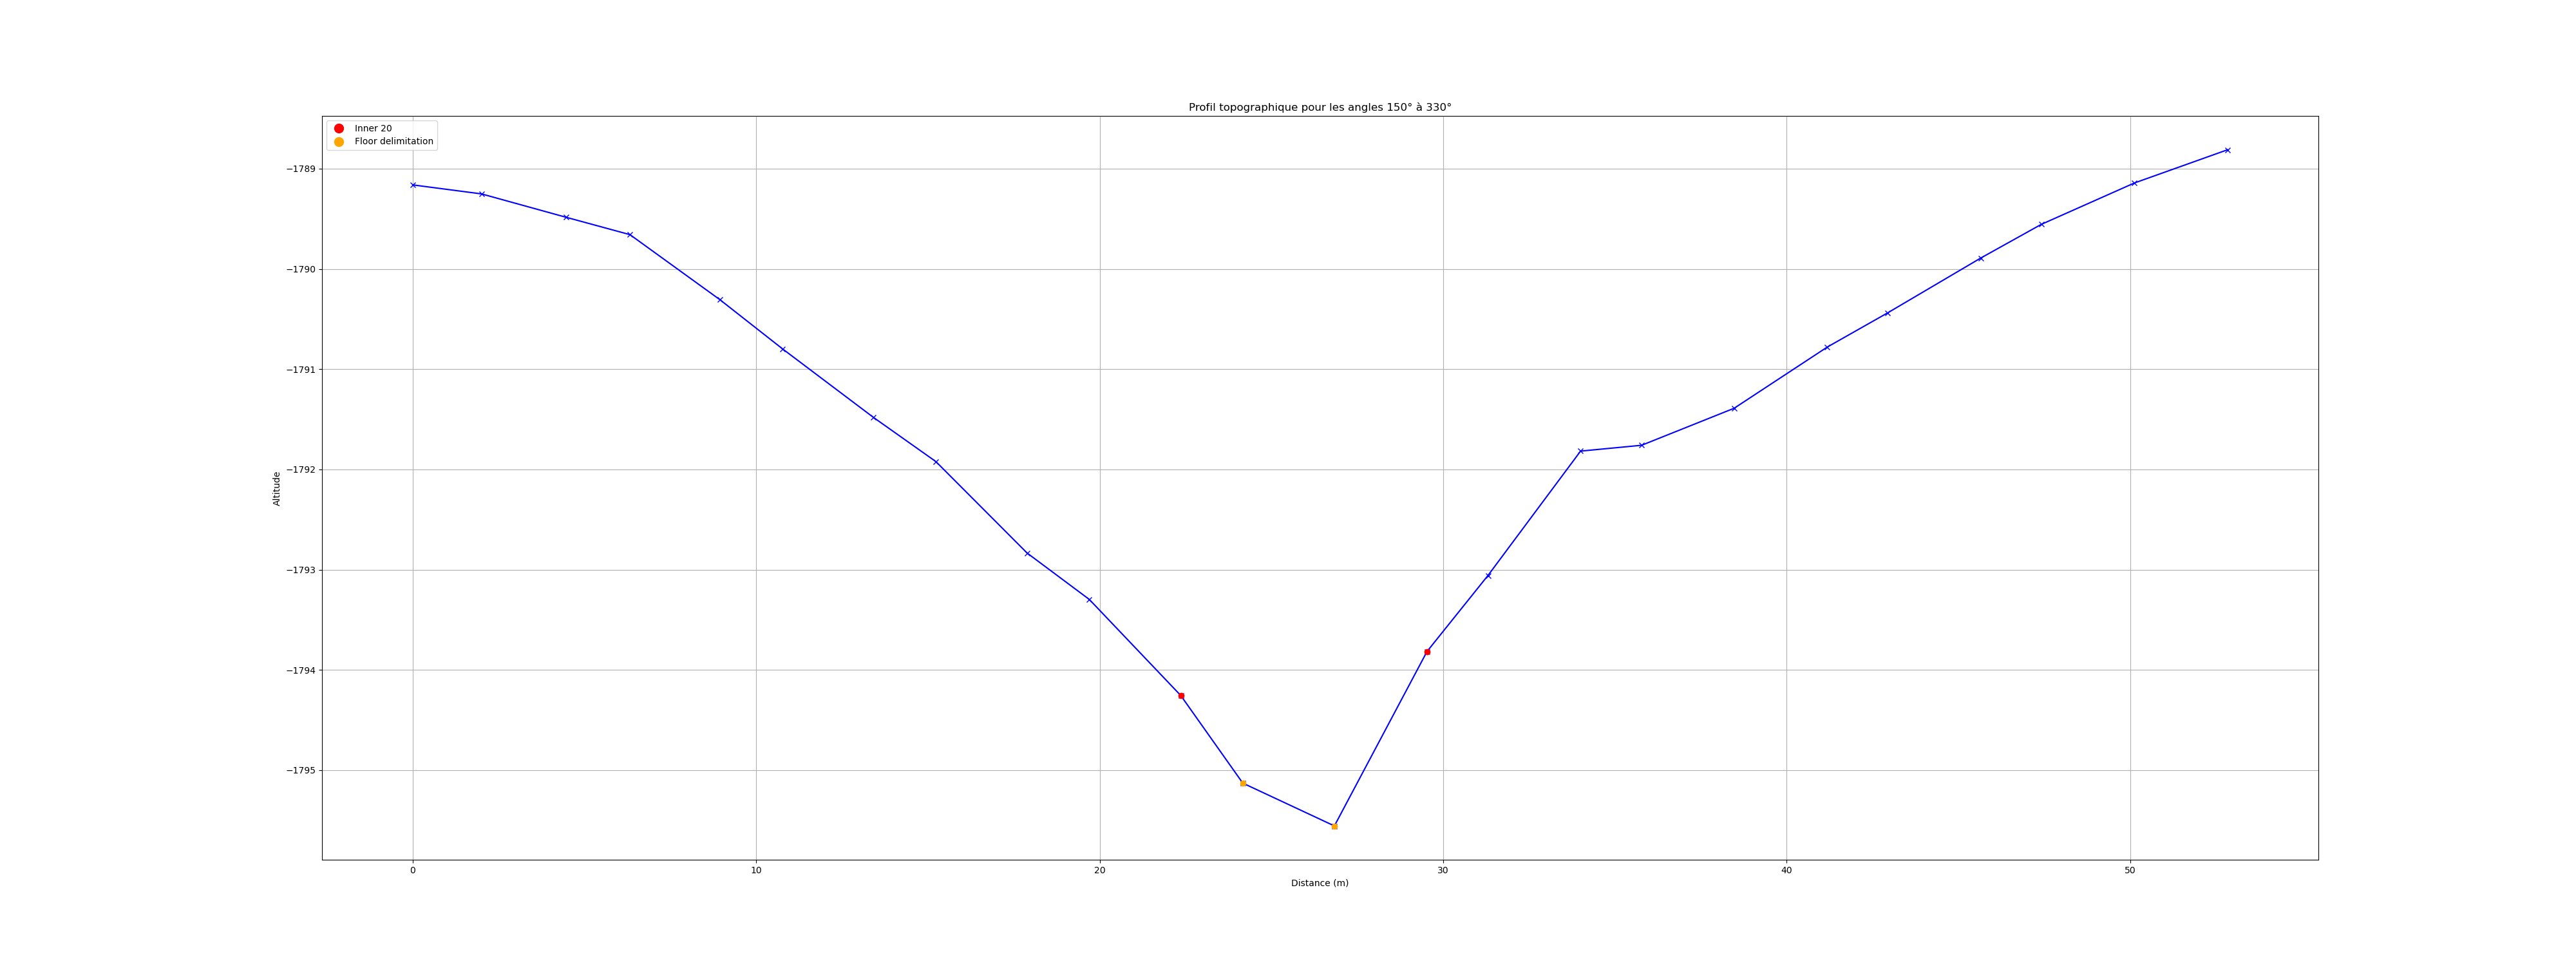 Profil topographique pour les angles 150° à 330°
Inner 20
Floor delimitation
−1789
−1790
−1791
−1792
−1793
−1794
−1795
Altitude
0 10 20 30 40 50
Distance (m)